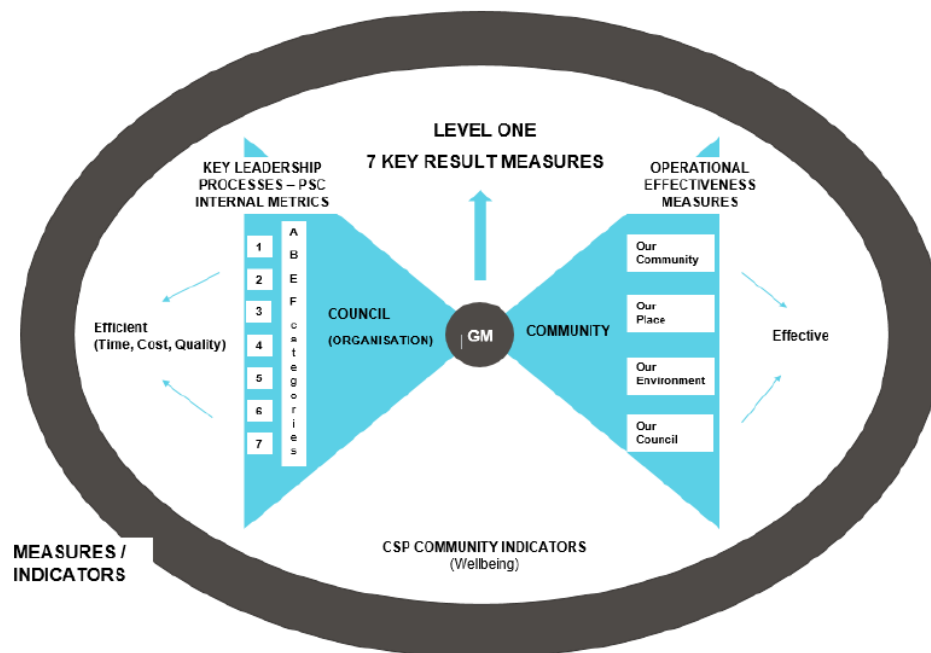 LEVEL ONE
7 KEY RESULT MEASURES
KEY LEADERSHIP
PROCESSES – PSC
INTERNAL METRICS
OPERATIONAL
EFFECTIVENESS
MEASURES
1
2
3
4
5
6
7
A
B
E
F
c
a
t
e
g
o
r
i
e
s
Efficient
(Time, Cost, Quality)
COUNCIL
(ORGANISATION)
GM
COMMUNITY
Our
Community
Our
Place
Our
Environment
Our
Council
Effective
CSP COMMUNITY INDICATORS
(Wellbeing)
MEASURES /
INDICATORS